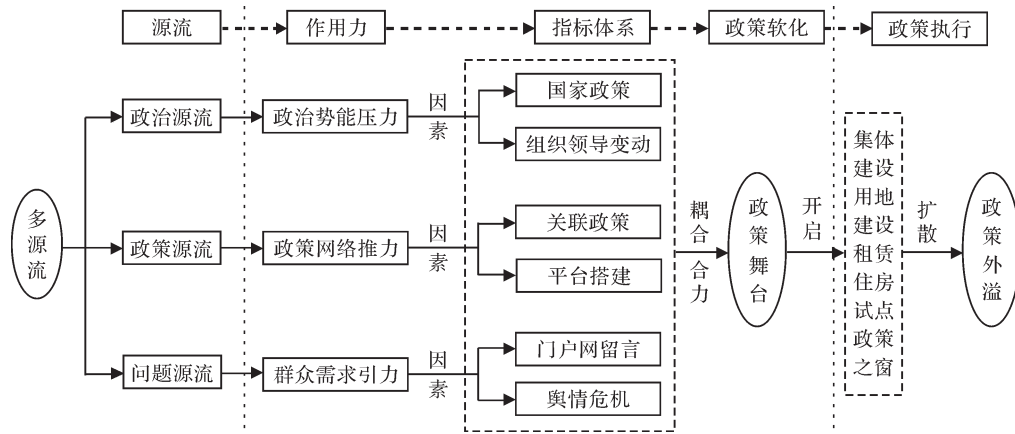 源流
作用力
指标体系
政策软化
政策执行
多源流
政治源流
政治势能压力
因素
国家政策
组织领导变动
政策源流
政策网络推力
因素
关联政策
平台搭建
问题源流
群众需求引力
因素
门户网留言
舆情危机
耦合
合力
政策舞台
开启
集体
建设
用地
建设
租赁
住房
试点
政策
之窗
扩散
政策外溢